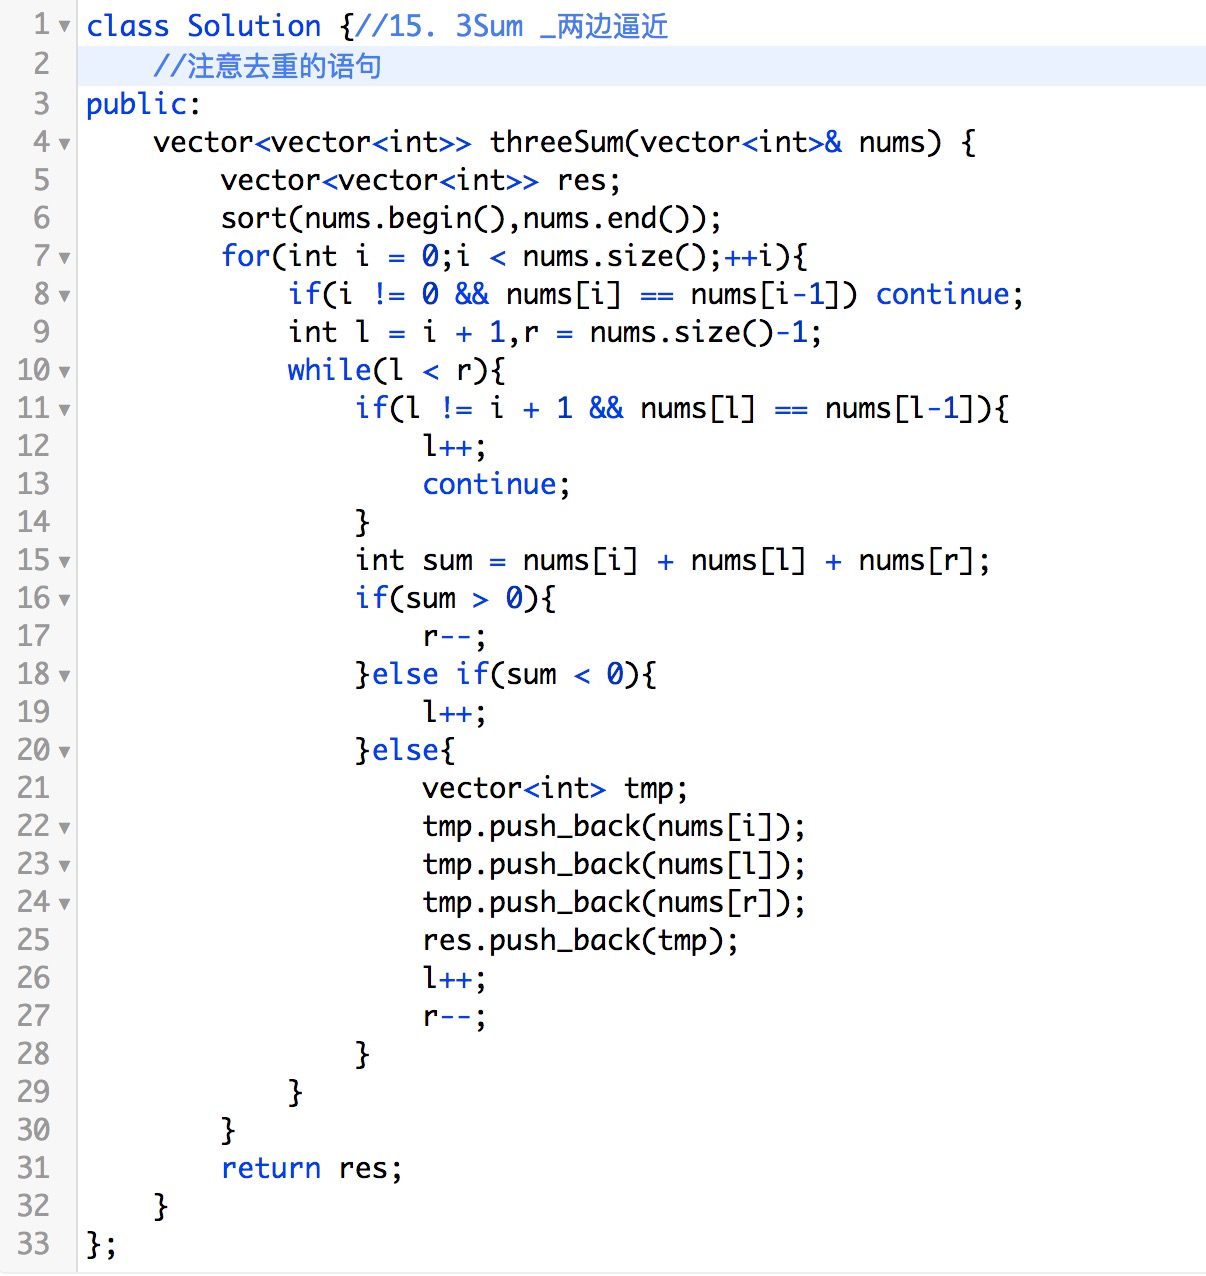 1 class Solution {//15. 3Sum _两边逼近
2     //注意去重的语句
3 public:
4     vector<vector<int>> threeSum(vector<int>& nums) {
5         vector<vector<int>> res;
6         sort(nums.begin(),nums.end());
7         for(int i = 0;i < nums.size();++i){
8             if(i != 0 && nums[i] == nums[i-1]) continue;
9             int l = i + 1,r = nums.size()-1;
10             while(l < r){
11                 if(l != i + 1 && nums[l] == nums[l-1]){
12                     l++;
13                     continue;
14                 }
15                 int sum = nums[i] + nums[l] + nums[r];
16                 if(sum > 0){
17                     r--;
18                 }else if(sum < 0){
19                     l++;
20                 }else{
21                     vector<int> tmp;
22                     tmp.push_back(nums[i]);
23                     tmp.push_back(nums[l]);
24                     tmp.push_back(nums[r]);
25                     res.push_back(tmp);
26                     l++;
27                     r--;
28                 }
29             }
30         }
31         return res;
32     }
33 };